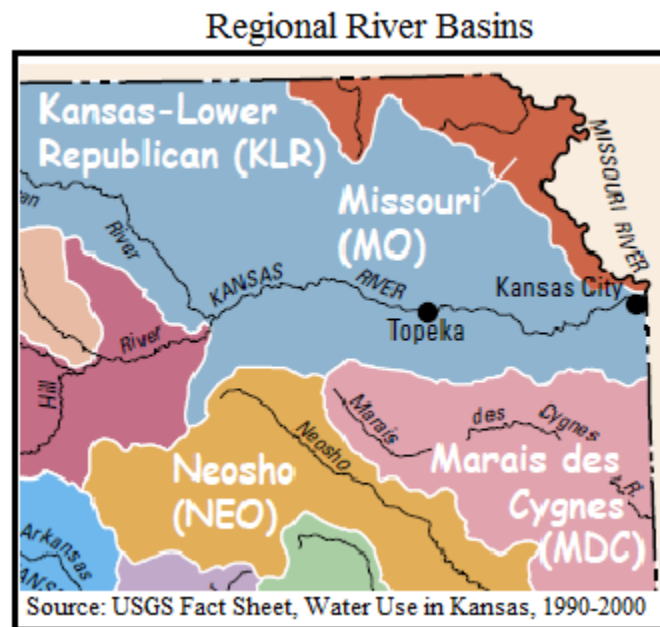 Regional River Basins
Kansas-Lower
Republican (KLR)
Missouri
(MO)
MISSOURI RIVER
an
River
KANSAS
RIVER
Kansas City
Topeka
River
Hill
Marais
des
Cygnes
R.
Neosho
Neosho
(NEO)
Marais des
Cygnes
(MDC)
Arkansas
Source: USGS Fact Sheet, Water Use in Kansas, 1990-2000